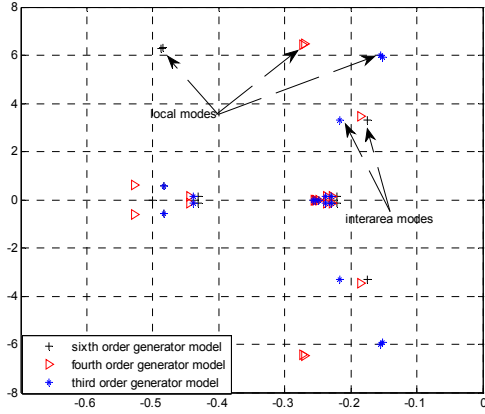 8
6
4
2
0
-2
-4
-6
-8
local modes
interarea modes
sixth order generator model
fourth order generator model
third order generator model
-0.6 -0.5 -0.4 -0.3 -0.2 -0.1 0